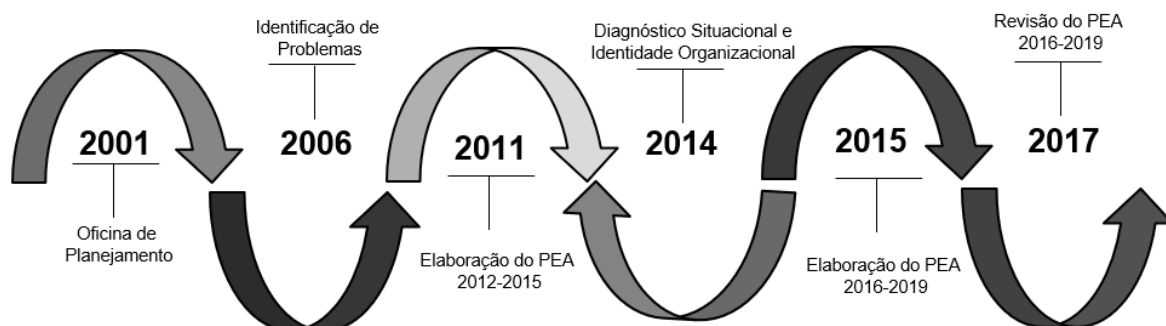 2001
Oficina de
Planejamento
Identificação de
Problemas
2006
2011
Elaboração do PEA
2012-2015
Diagnóstico Situacional e
Identidade Organizacional
2014
2015
Elaboração do PEA
2016-2019
Revisão do PEA
2016-2019
2017